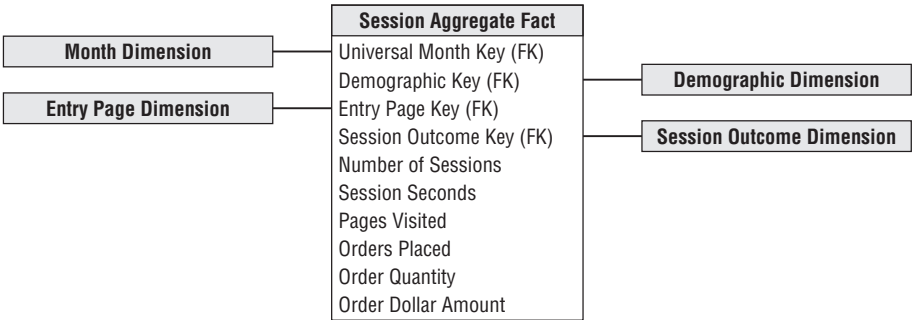 Session Aggregate Fact
Month Dimension
Universal Month Key (FK)
Demographic Key (FK)
Demographic Dimension
Entry Page Dimension
Entry Page Key (FK)
Session Outcome Key (FK)
Session Outcome Dimension
Number of Sessions
Session Seconds
Pages Visited
Orders Placed
Order Quantity
Order Dollar Amount